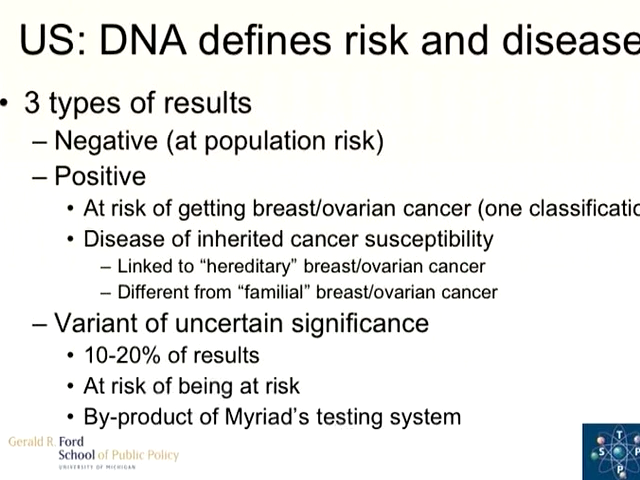 US: DNA defines risk and disease
• 3 types of results
– Negative (at population risk)
– Positive
• At risk of getting breast/ovarian cancer (one classificatio
• Disease of inherited cancer susceptibility
– Linked to “hereditary” breast/ovarian cancer
– Different from “familial” breast/ovarian cancer
– Variant of uncertain significance
• 10-20% of results
• At risk of being at risk
• By-product of Myriad’s testing system
Gerald R. Ford
School of Public Policy
UNIVERSITY OF MICHIGAN
T
S P
P